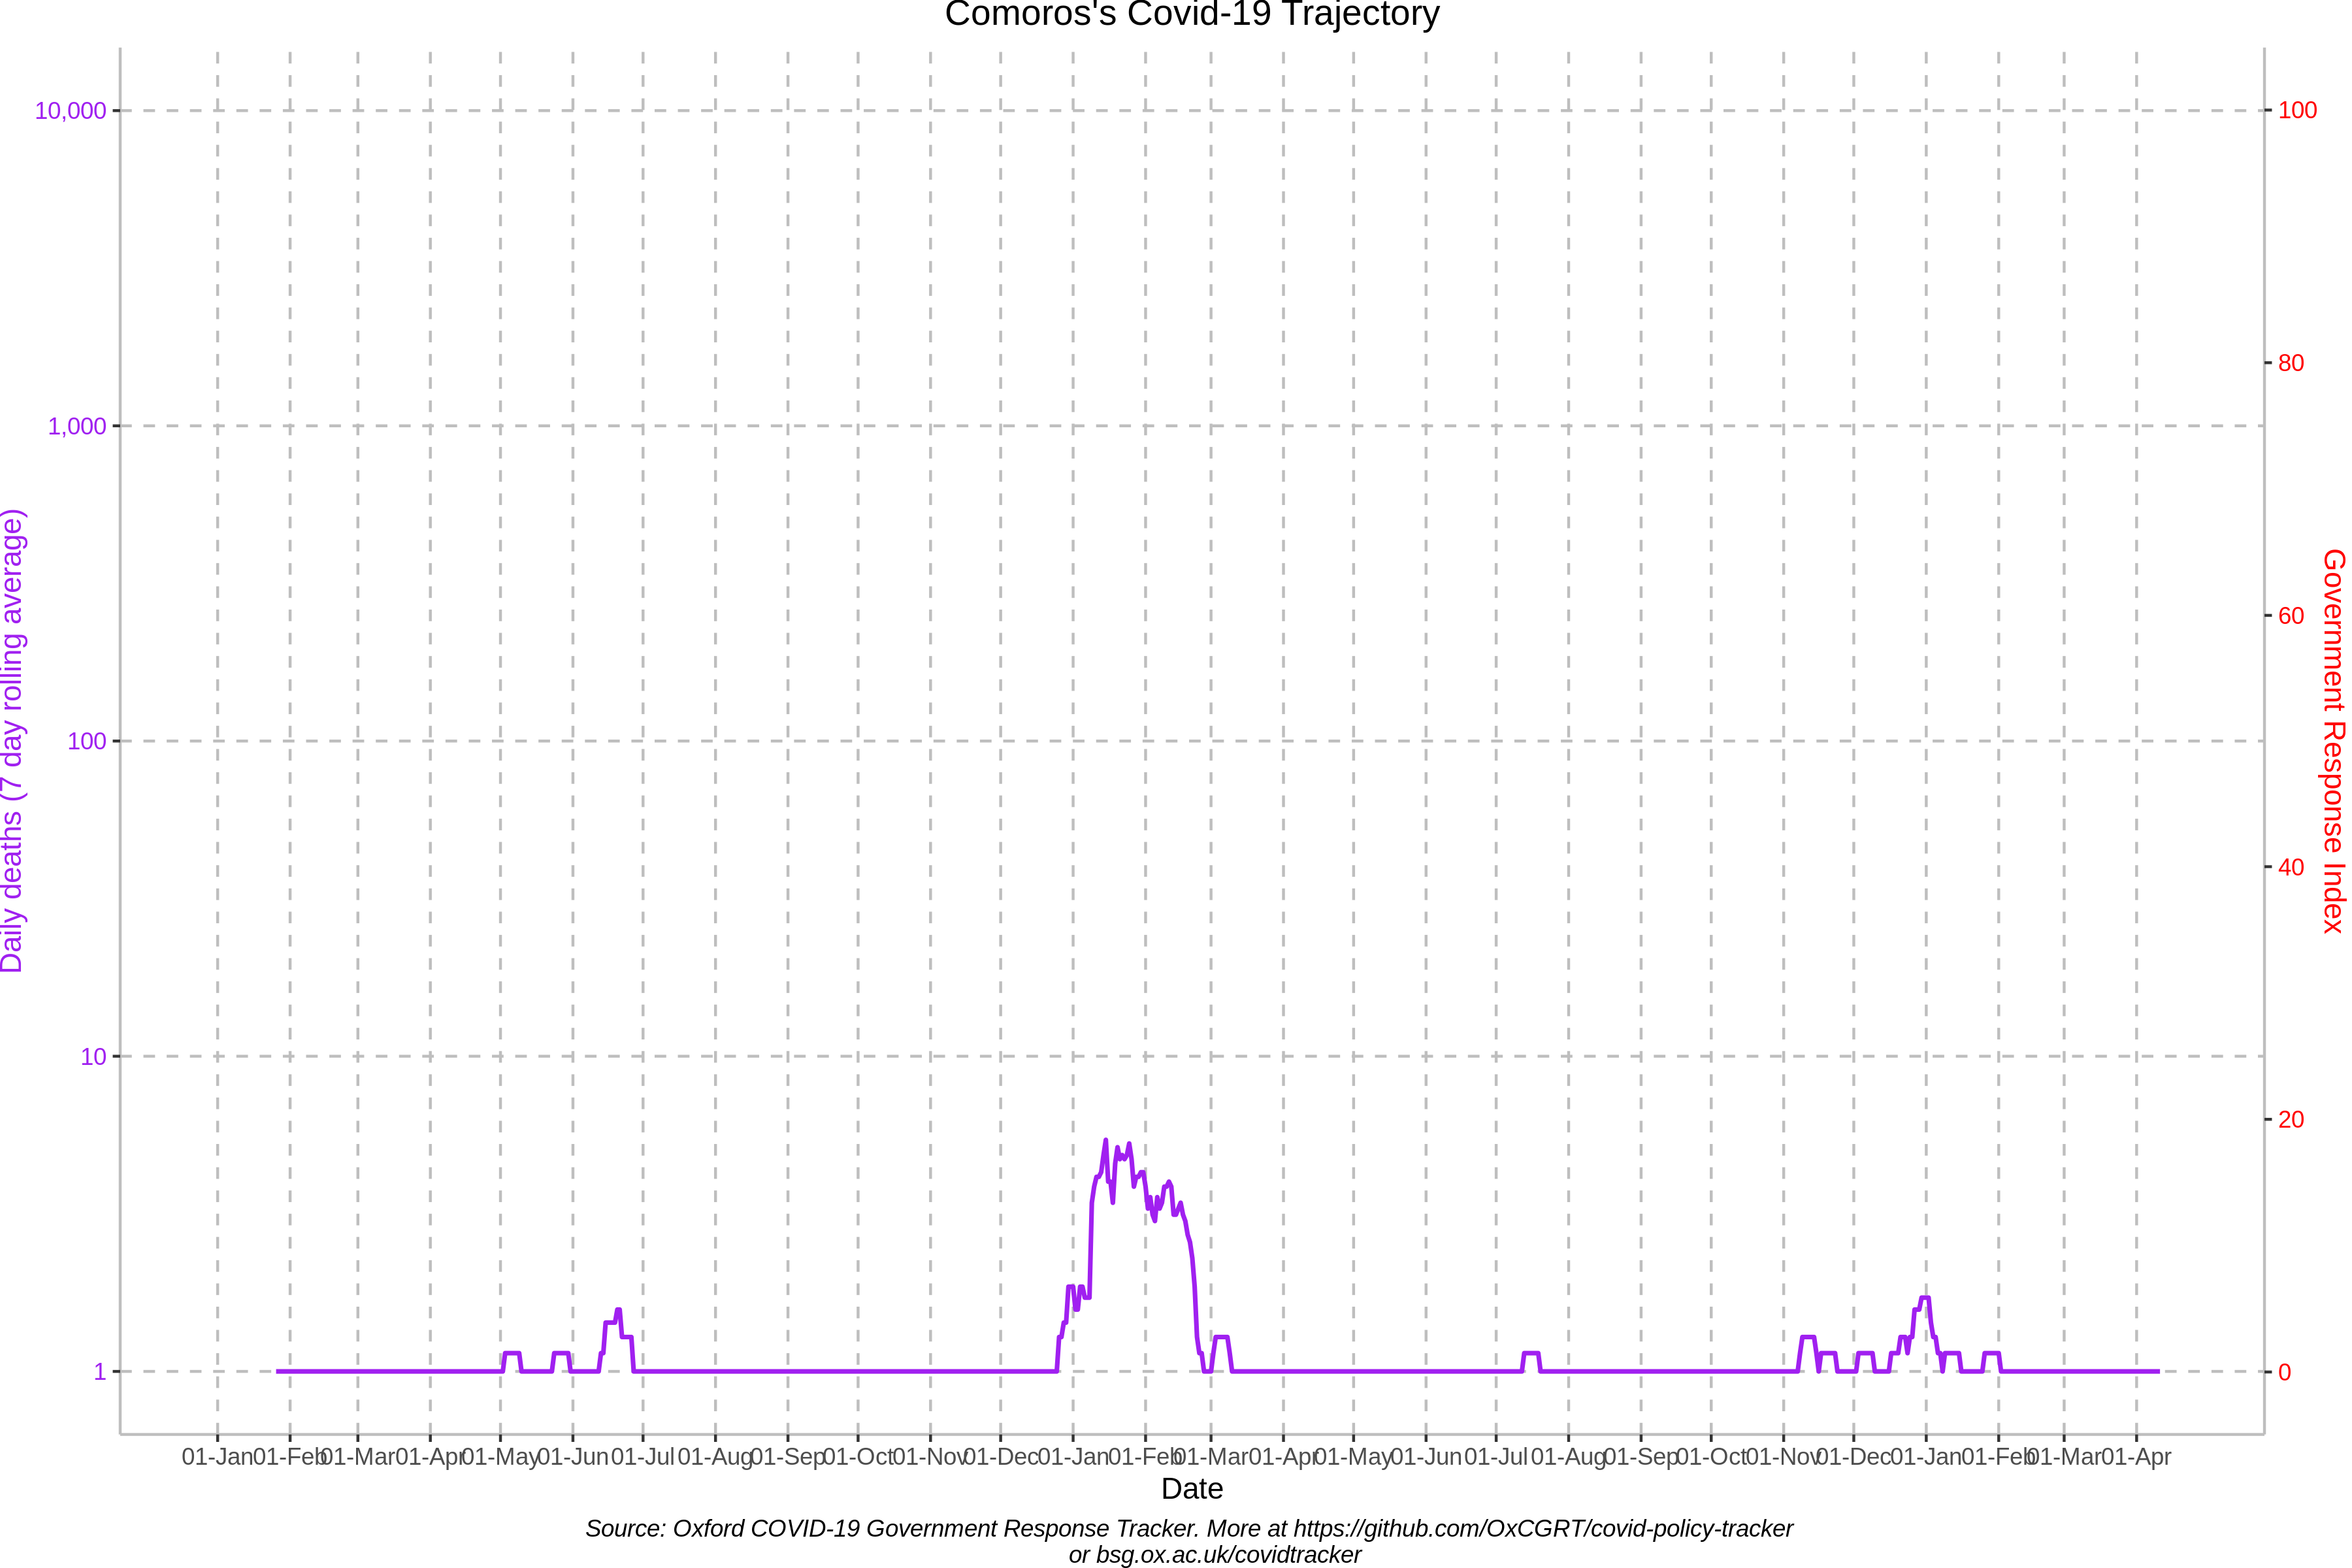 Comoros's Covid-19 Trajectory
10,000
1,000
100
10
1
Daily deaths (7 day rolling average)
100
80
60
40
20
0
Government Response Index
01-Jan 01-Feb 01-Mar 01-Apr 01-May 01-Jun 01-Jul 01-Aug 01-Sep 01-Oct 01-Nov 01-Dec 01-Jan 01-Feb 01-Mar 01-Apr 01-May 01-Jun 01-Jul 01-Aug 01-Sep 01-Oct 01-Nov 01-Dec 01-Jan 01-Feb 01-Mar 01-Apr
Date
Source: Oxford COVID-19 Government Response Tracker. More at https://github.com/OxCGRT/covid-policy-tracker
or bsg.ox.ac.uk/covidtracker